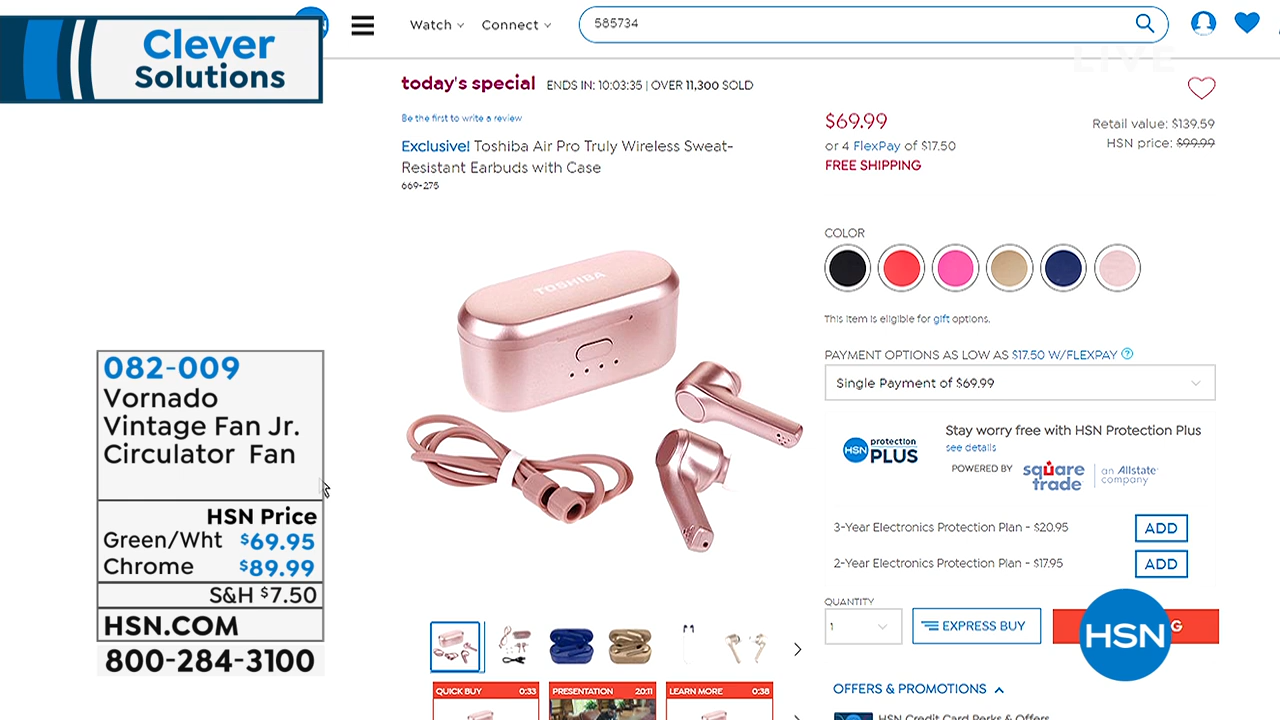 Clever
Solutions
Watch
Connect
585734
LIVE
today's special ENDS IN: 10:03:35 | OVER 11,300 SOLD
Be the first to write a review
Exclusive! Toshiba Air Pro Truly Wireless Sweat-
Resistant Earbuds with Case
669-275
$69.99
or 4 FlexPay of $17.50
FREE SHIPPING
Retail value: $139.59
HSN price: $99.99
TOSHIBA
COLOR
This item is eligible for gift options.
PAYMENT OPTIONS AS LOW AS $17.50 W/FLEXPAY ?
Single Payment of $69.99
HSN protection
PLUS
Stay worry free with HSN Protection Plus
see details
POWERED BY square
trade
an Allstate
company
3-Year Electronics Protection Plan - $20.95 ADD
2-Year Electronics Protection Plan - $17.95 ADD
QUANTITY
1
EXPRESS BUY
G
HSN
OFFERS & PROMOTIONS
HSN Credit Card Perks & Offers
QUICK BUY 0:33
PRESENTATION 20:11
LEARN MORE 0:38
082-009
Vornado
Vintage Fan Jr.
Circulator Fan
HSN Price
Green/Wht $69.95
Chrome $89.99
S&H $7.50
HSN.COM
800-284-3100